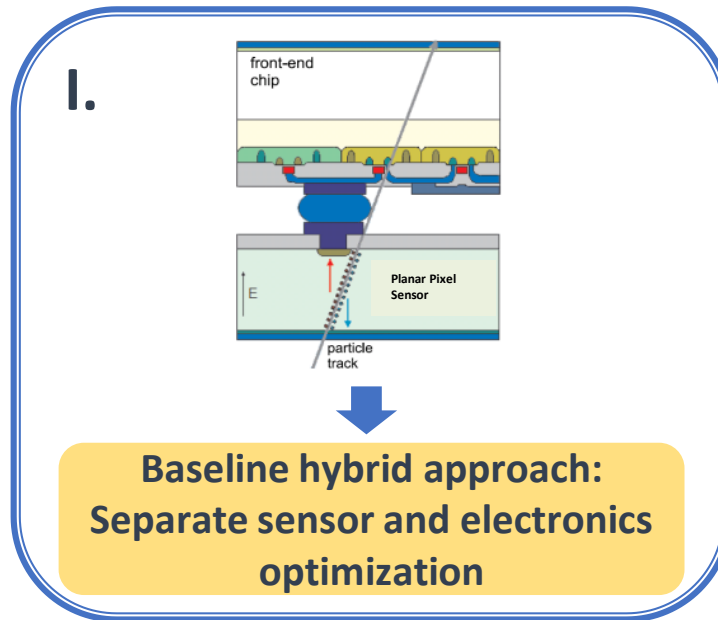 I.
front-end
chip
Planar Pixel
Sensor
E
particle
track
Baseline hybrid approach:
Separate sensor and electronics
optimization